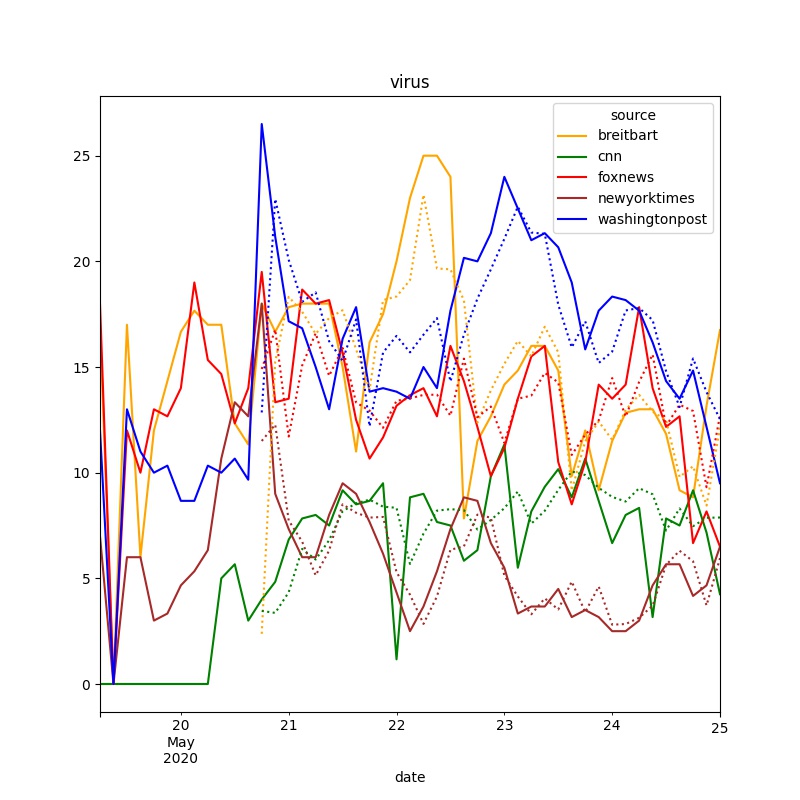 virus
source
breitbart
cnn
foxnews
newyorktimes
washingtonpost
25
20
15
10
5
0
20 21 22 23 24 25
May
2020
date